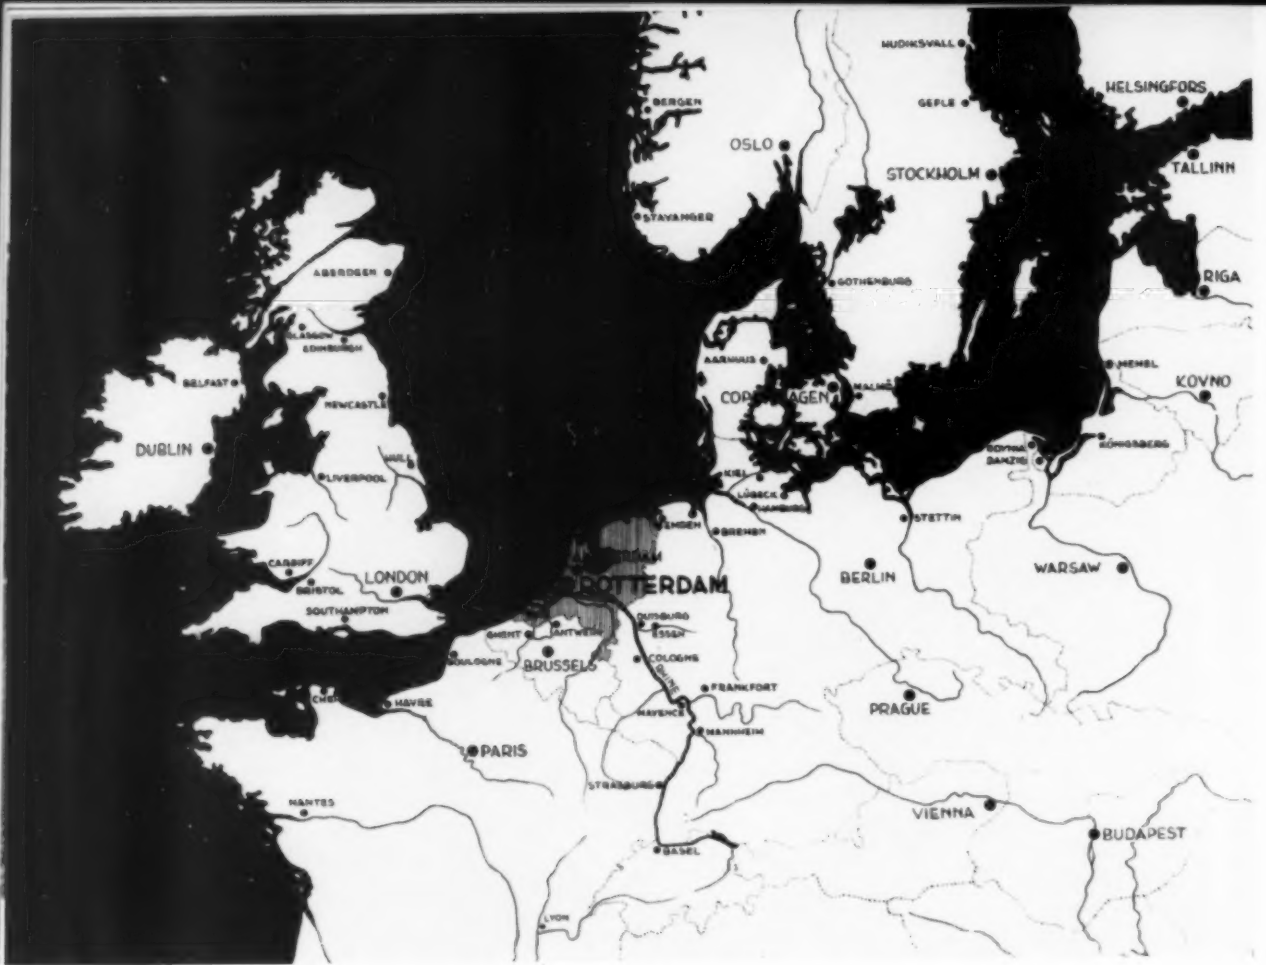 HUDIKSVALL
HELSINGFORS
BERGEN
GEFLE
OSLO
STOCKHOLM
TALLINN
STAVANGER
ABERDEEN
GOTHENBURG
RIGA
GLASGOW
EDINBURGH
AARHUUS
MEMEL
BELFAST
COPENHAGEN
MALMÖ
KOVNO
NEWCASTLE
DUBLIN
HULL
GDYNIA
KÖNIGSBERG
DANZIG
LIVERPOOL
KIEL
LÜBECK
HAMBURG
EMDEN
BREMEN
STETTIN
CARDIFF
LONDON
BERLIN
WARSAW
BRISTOL
ROTTERDAM
SOUTHAMPTON
DUISBURG
GHENT
ANTWERP
ESSEN
BOULOGNE
BRUSSELS
COLOGNE
RHINE
FRANKFORT
CHER
HAVRE
MAYENCE
PRAGUE
MANNHEIM
PARIS
STRASBURG
NANTES
VIENNA
BUDAPEST
BASEL
LYON